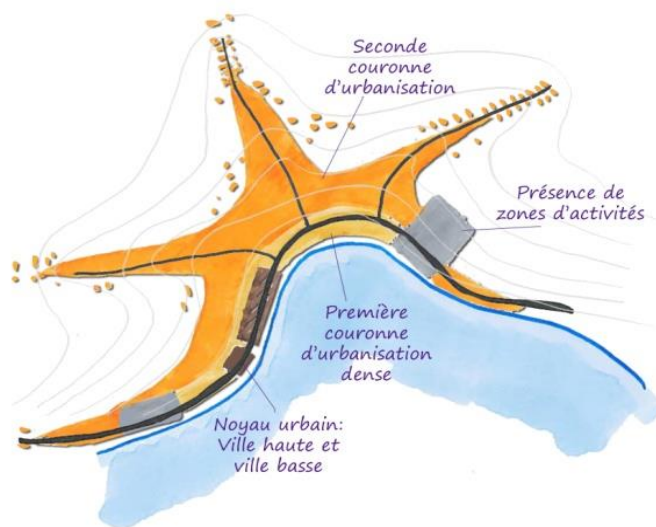 Seconde
couronne
d'urbanisation
Présence de
zones d'activités
Première
couronne
d'urbanisation
dense
Noyau urbain:
Ville haute et
ville basse